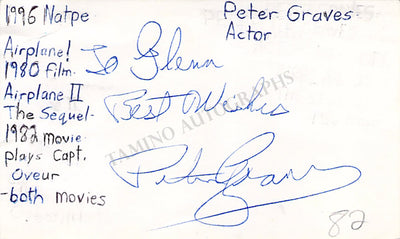 1996 Natpe
Peter Graves
Actor
Airplane!
1980 film.
Airplane II
The Sequel-
1982 movie
plays Capt.
Oveur
-both movies
To Glenn
Best Wishes
Peter Graves
TAMINO AUTOGRAPHS
82